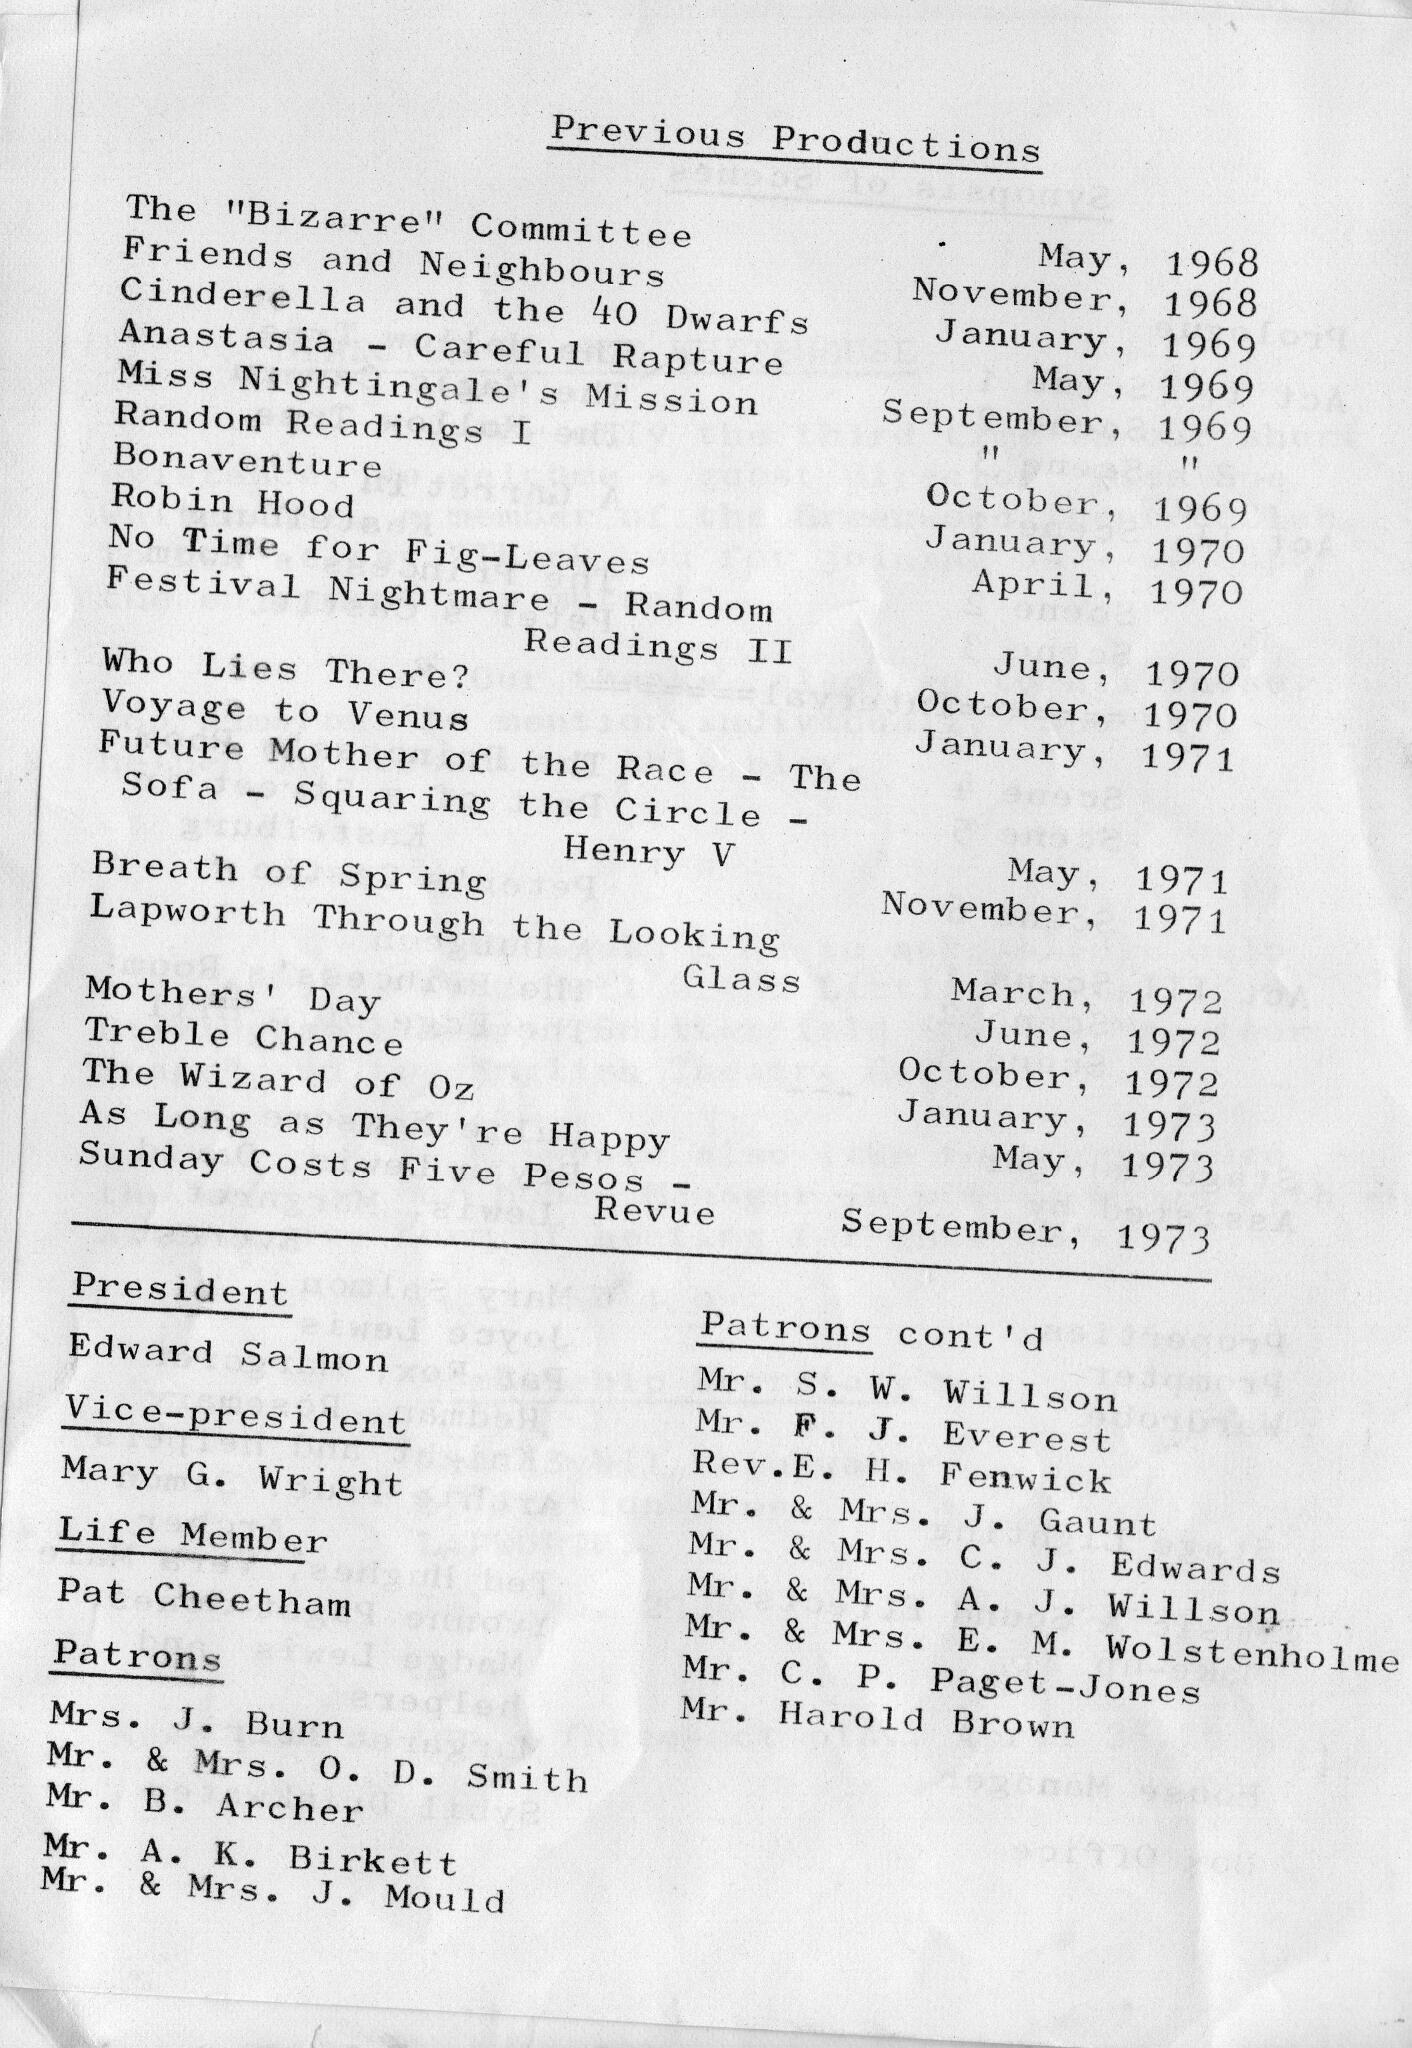 Previous Productions
The "Bizarre" Committee May, 1968
Friends and Neighbours November, 1968
Cinderella and the 40 Dwarfs January, 1969
Anastasia - Careful Rapture May, 1969
Miss Nightingale's Mission September, 1969
Random Readings I " "
Bonaventure October, 1969
Robin Hood January, 1970
No Time for Fig-Leaves April, 1970
Festival Nightmare - Random
Readings II June, 1970
Who Lies There? October, 1970
Voyage to Venus January, 1971
Future Mother of the Race - The
Sofa - Squaring the Circle -
Henry V May, 1971
Breath of Spring November, 1971
Lapworth Through the Looking
Glass March, 1972
Mothers' Day June, 1972
Treble Chance October, 1972
The Wizard of Oz January, 1973
As Long as They're Happy May, 1973
Sunday Costs Five Pesos -
Revue September, 1973
President
Edward Salmon
Vice-president
Mary G. Wright
Life Member
Pat Cheetham
Patrons
Mrs. J. Burn
Mr. & Mrs. O. D. Smith
Mr. B. Archer
Mr. A. K. Birkett
Mr. & Mrs. J. Mould
Patrons cont'd
Mr. S. W. Willson
Mr. F. J. Everest
Rev.E. H. Fenwick
Mr. & Mrs. J. Gaunt
Mr. & Mrs. C. J. Edwards
Mr. & Mrs. A. J. Willson
Mr. & Mrs. E. M. Wolstenholme
Mr. C. P. Paget-Jones
Mr. Harold Brown